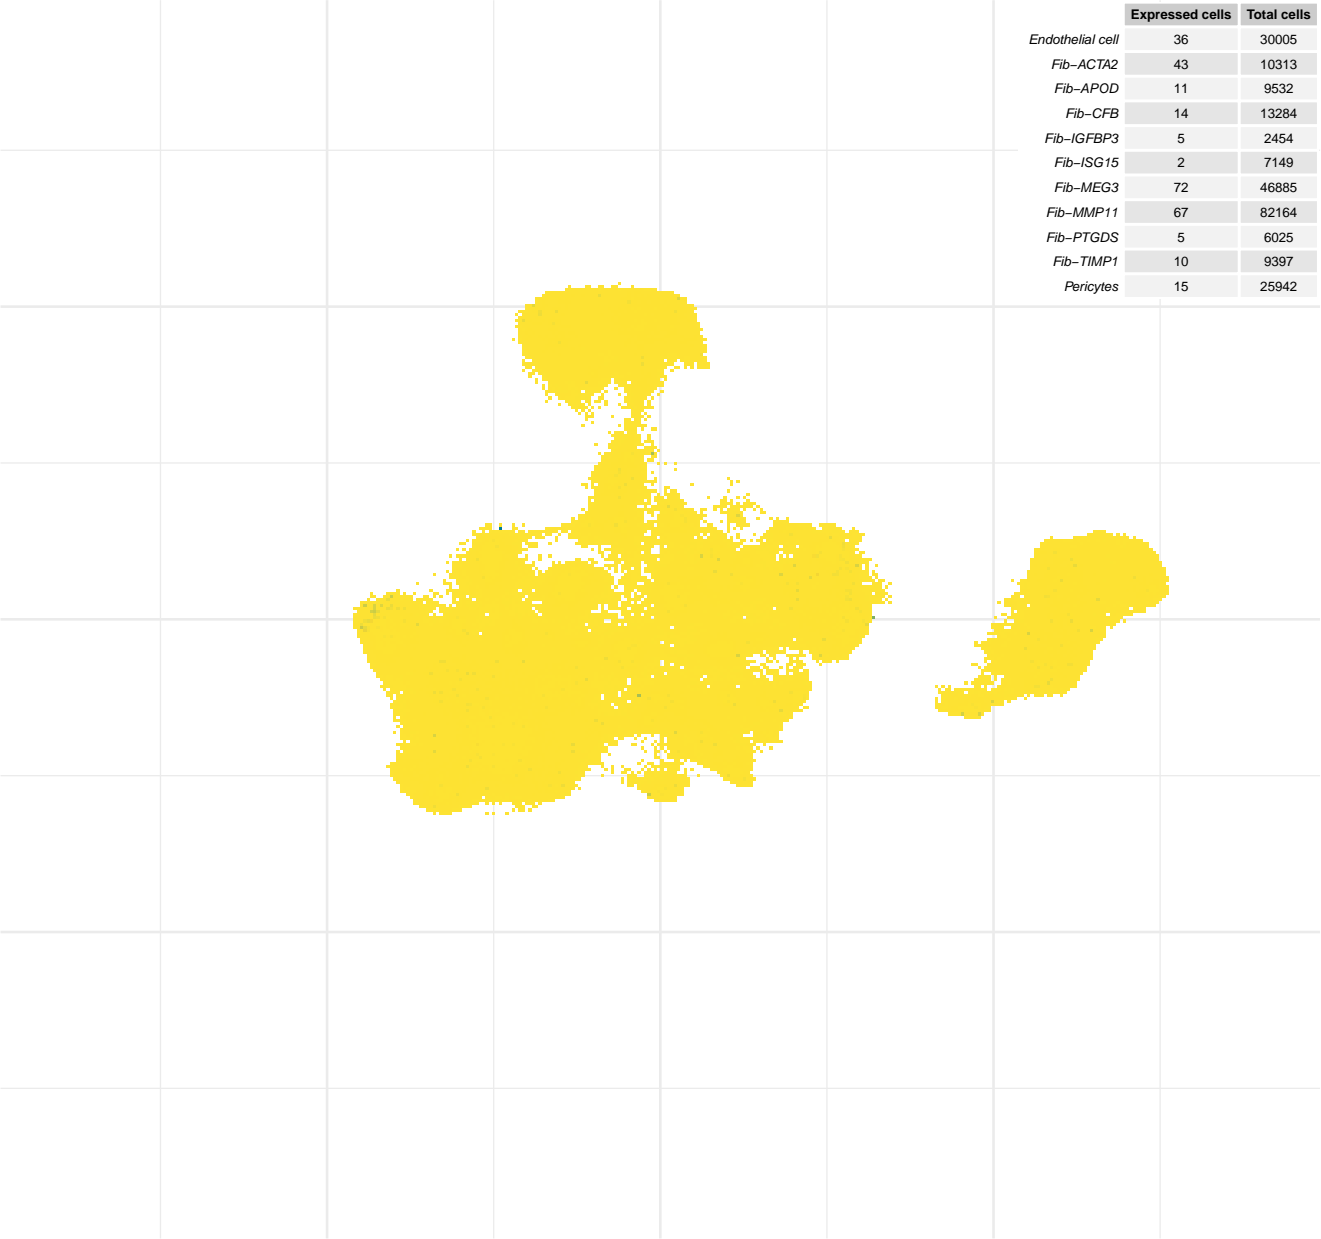 Expressed cells Total cells
Endothelial cell 36 30005
Fib−ACTA2 43 10313
Fib−APOD 11 9532
Fib−CFB 14 13284
Fib−IGFBP3 5 2454
Fib−ISG15 2 7149
Fib−MEG3 72 46885
Fib−MMP11 67 82164
Fib−PTGDS 5 6025
Fib−TIMP1 10 9397
Pericytes 15 25942